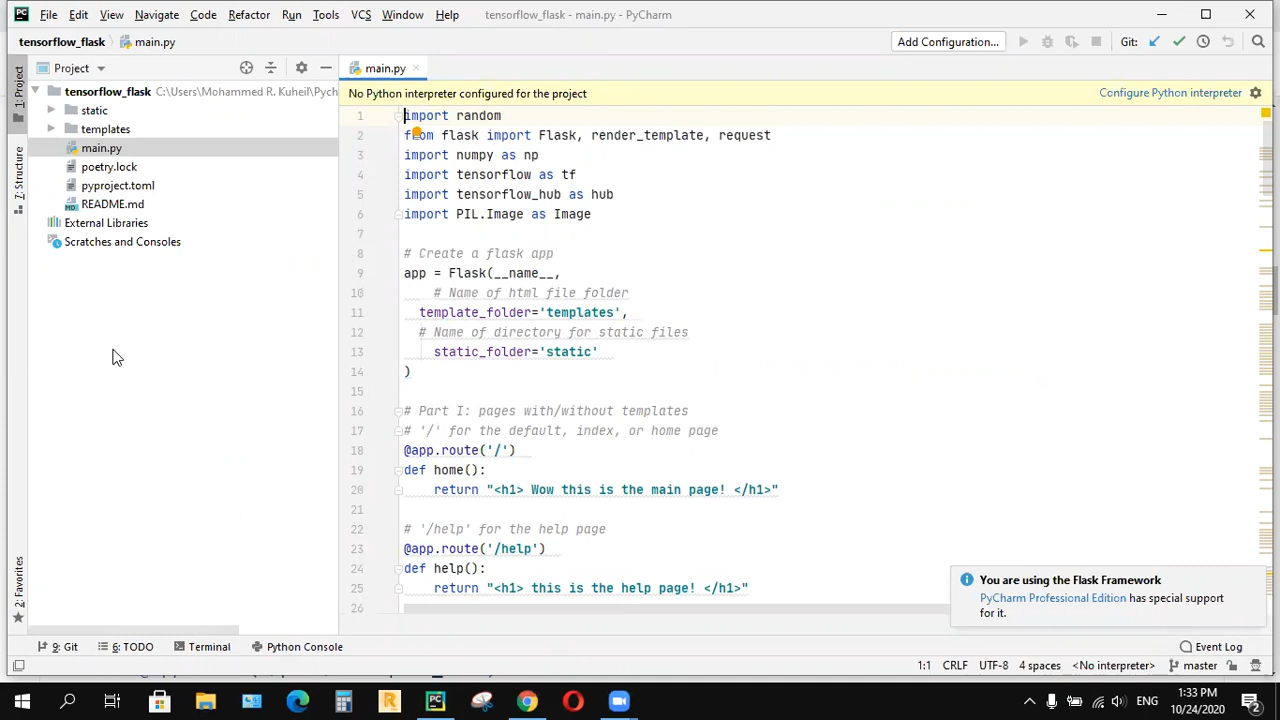 File Edit View Navigate Code Refactor Run Tools VCS Window Help tensorflow_flask - main.py - PyCharm
tensorflow_flask main.py Add Configuration... Git:
1: Project
7: Structure
2: Favorites
Project
tensorflow_flask C:\Users\Mohammed R. Kuheil\Pych
static
templates
main.py
poetry.lock
pyproject.toml
README.md
External Libraries
Scratches and Consoles
main.py
No Python interpreter configured for the project Configure Python interpreter
1 import random
2 from flask import Flask, render_template, request
3 import numpy as np
4 import tensorflow as tf
5 import tensorflow_hub as hub
6 import PIL.Image as Image
7
8 # Create a flask app
9 app = Flask(__name__,
10 # Name of html file folder
11 template_folder='templates',
12 # Name of directory for static files
13 static_folder='static'
14 )
15
16 # Part I: pages with/without templates
17 # '/' for the default, index, or home page
18 @app.route('/')
19 def home():
20 return "<h1> Wow this is the main page! </h1>"
21
22 # '/help' for the help page
23 @app.route('/help')
24 def help():
25 return "<h1> this is the help page! </h1>"
26
You are using the Flask Framework
PyCharm Professional Edition has special support
for it.
9: Git 6: TODO Terminal Python Console Event Log
1:1 CRLF UTF-8 4 spaces <No interpreter> master
ENG
1:33 PM
10/24/2020
2